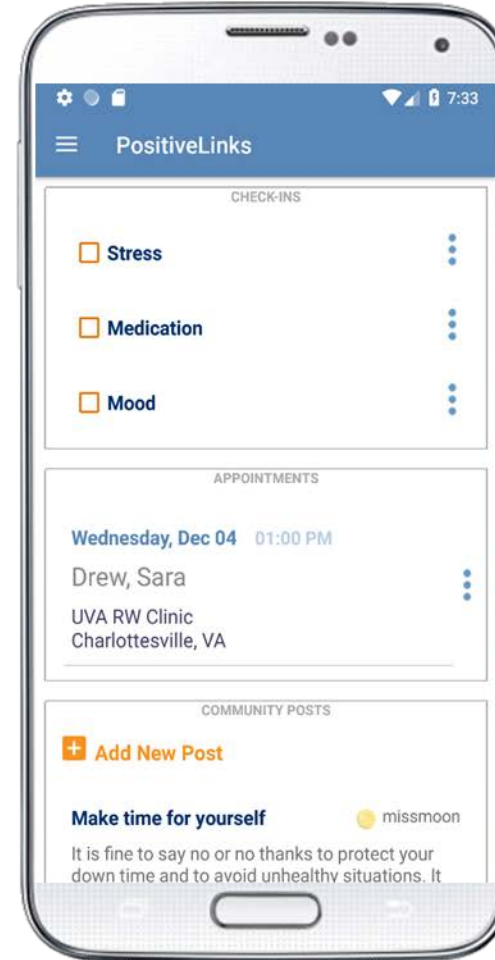 7:33
PositiveLinks
CHECK-INS
Stress
Medication
Mood
APPOINTMENTS
Wednesday, Dec 04 01:00 PM
Drew, Sara
UVA RW Clinic
Charlottesville, VA
COMMUNITY POSTS
Add New Post
Make time for yourself missmoon
It is fine to say no or no thanks to protect your
down time and to avoid unhealthy situations. It